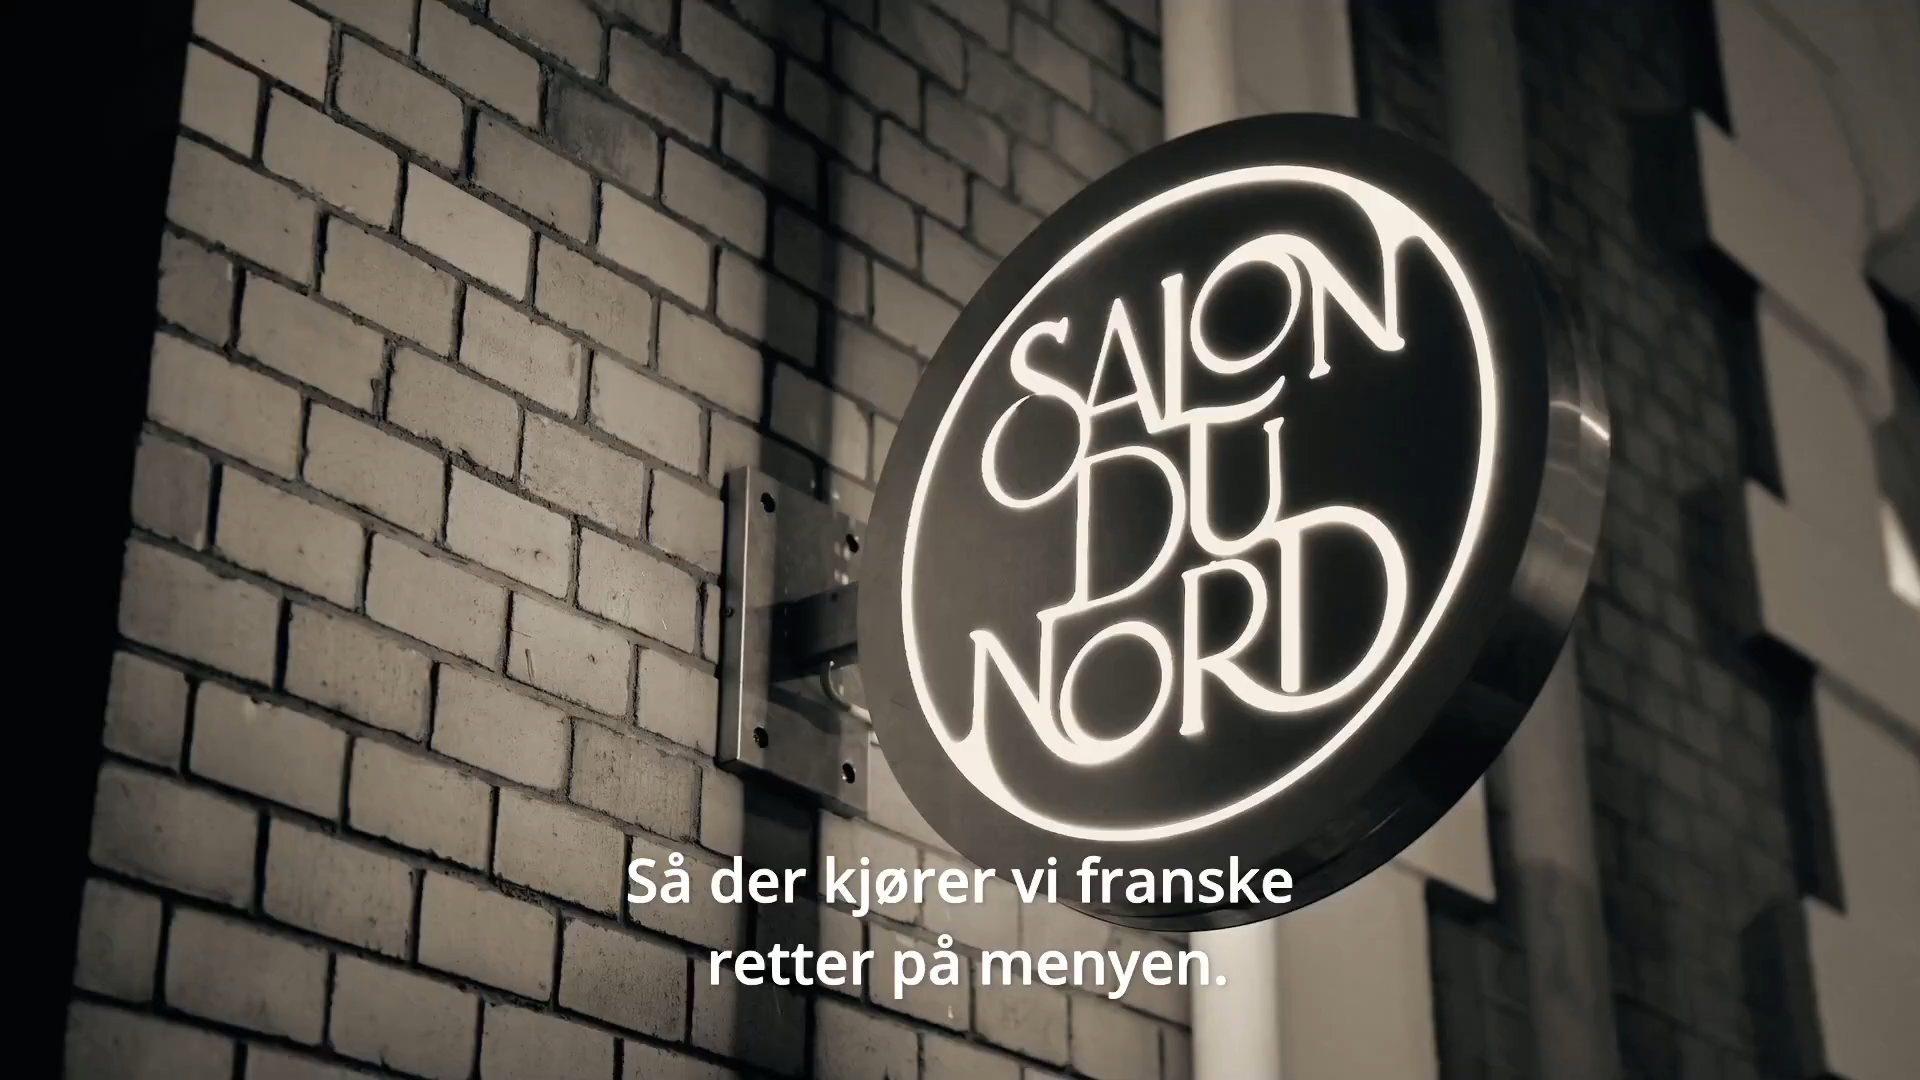 SALON
DU
NORD
Så der kjører vi franske
retter på menyen.